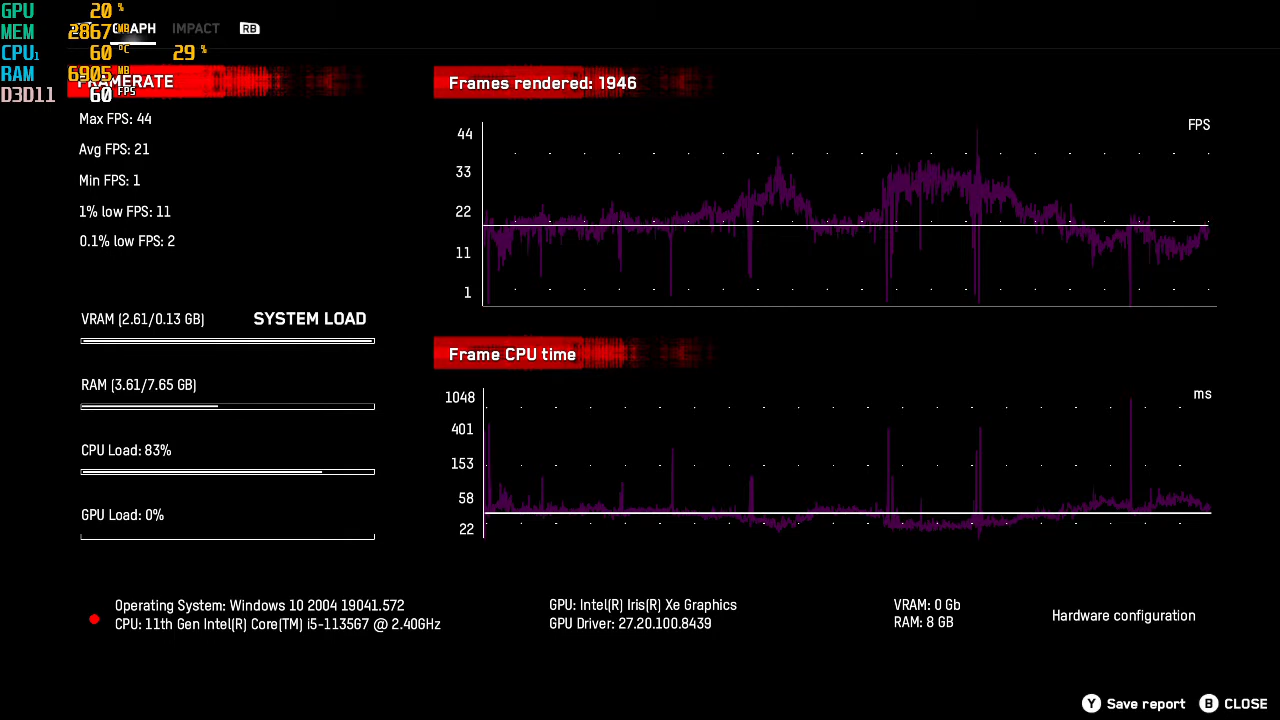 GPU 20 %
MEM 2867 MB
CPU1 60 °C 29 %
RAM 6905 MB
D3D11 60 FPS
IMPACT RB
FRAMERATE
Max FPS: 44
Avg FPS: 21
Min FPS: 1
1% low FPS: 11
0.1% low FPS: 2
VRAM (2.61/0.13 GB) SYSTEM LOAD
RAM (3.61/7.65 GB)
CPU Load: 83%
GPU Load: 0%
Frames rendered: 1946
FPS
44
33
22
11
1
Frame CPU time
ms
1048
401
153
58
22
Operating System: Windows 10 2004 19041.572
CPU: 11th Gen Intel(R) Core(TM) i5-1135G7 @ 2.40GHz
GPU: Intel(R) Iris(R) Xe Graphics
GPU Driver: 27.20.100.8439
VRAM: 0 Gb
RAM: 8 GB
Hardware configuration
Y Save report B CLOSE